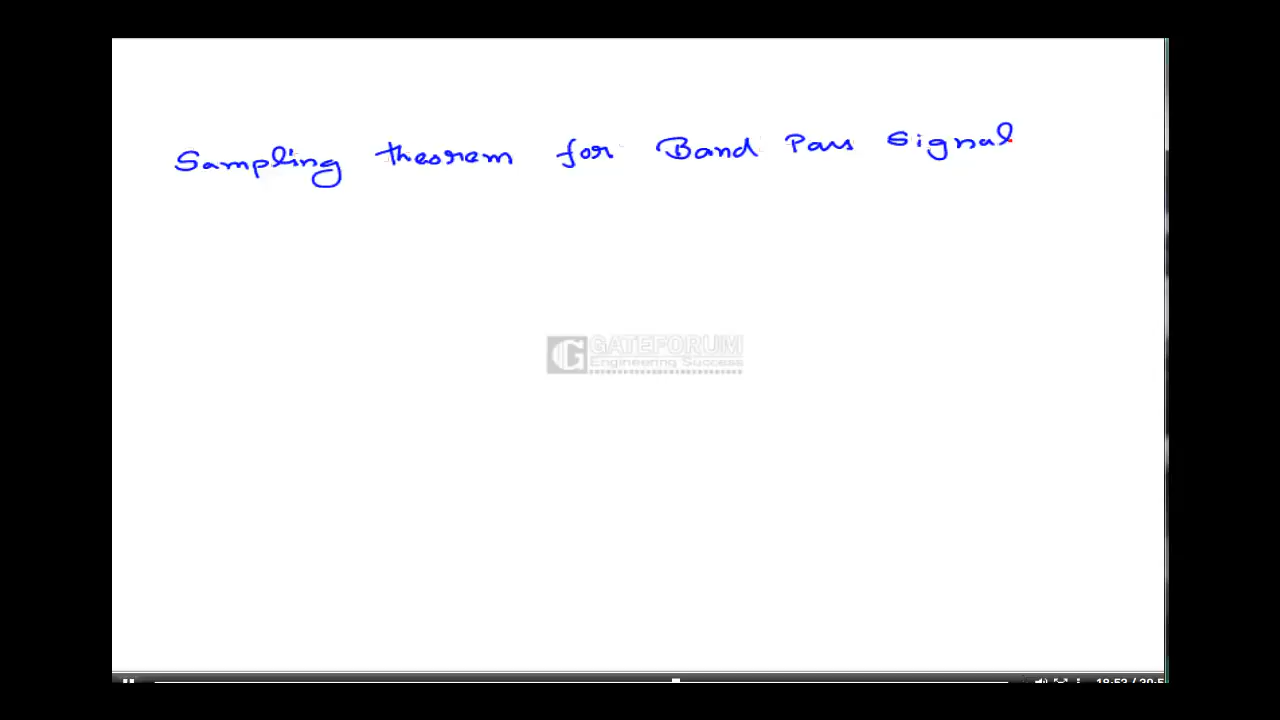 Sampling theorem for Band Pass Signal
GATEFORUM
Engineering Success